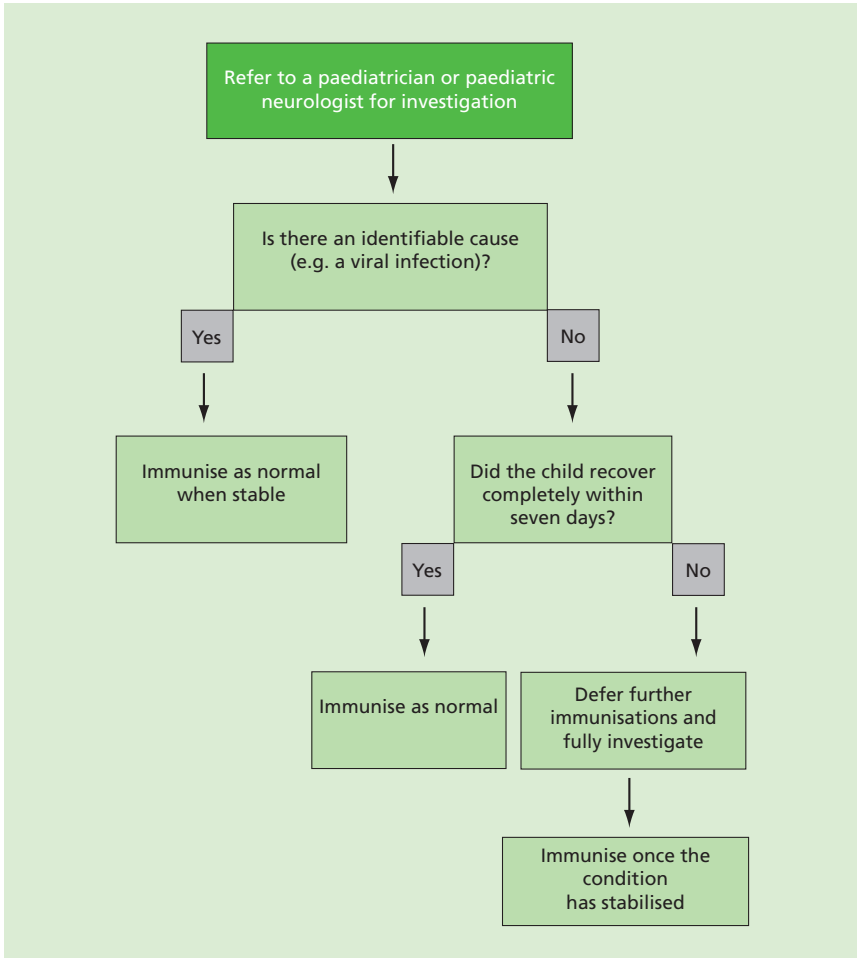 Refer to a paediatrician or paediatric
neurologist for investigation
Is there an identifiable cause
(e.g. a viral infection)?
Yes
No
Immunise as normal
when stable
Did the child recover
completely within
seven days?
Yes
No
Immunise as normal
Defer further
immunisations and
fully investigate
Immunise once the
condition
has stabilised